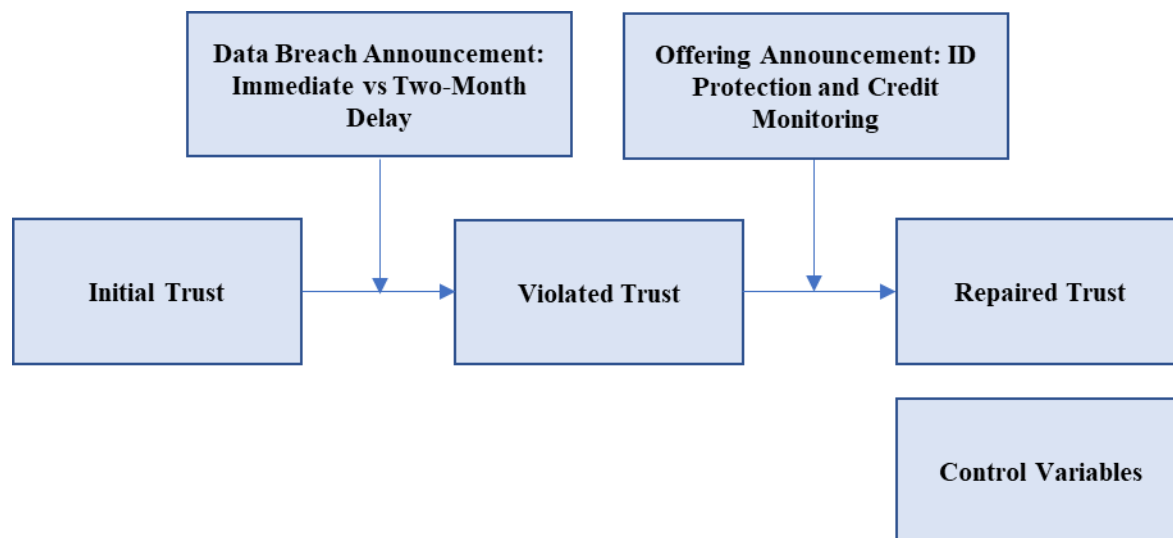 Data Breach Announcement:
Immediate vs Two-Month
Delay
Offering Announcement: ID
Protection and Credit
Monitoring
Initial Trust
Violated Trust
Repaired Trust
Control Variables